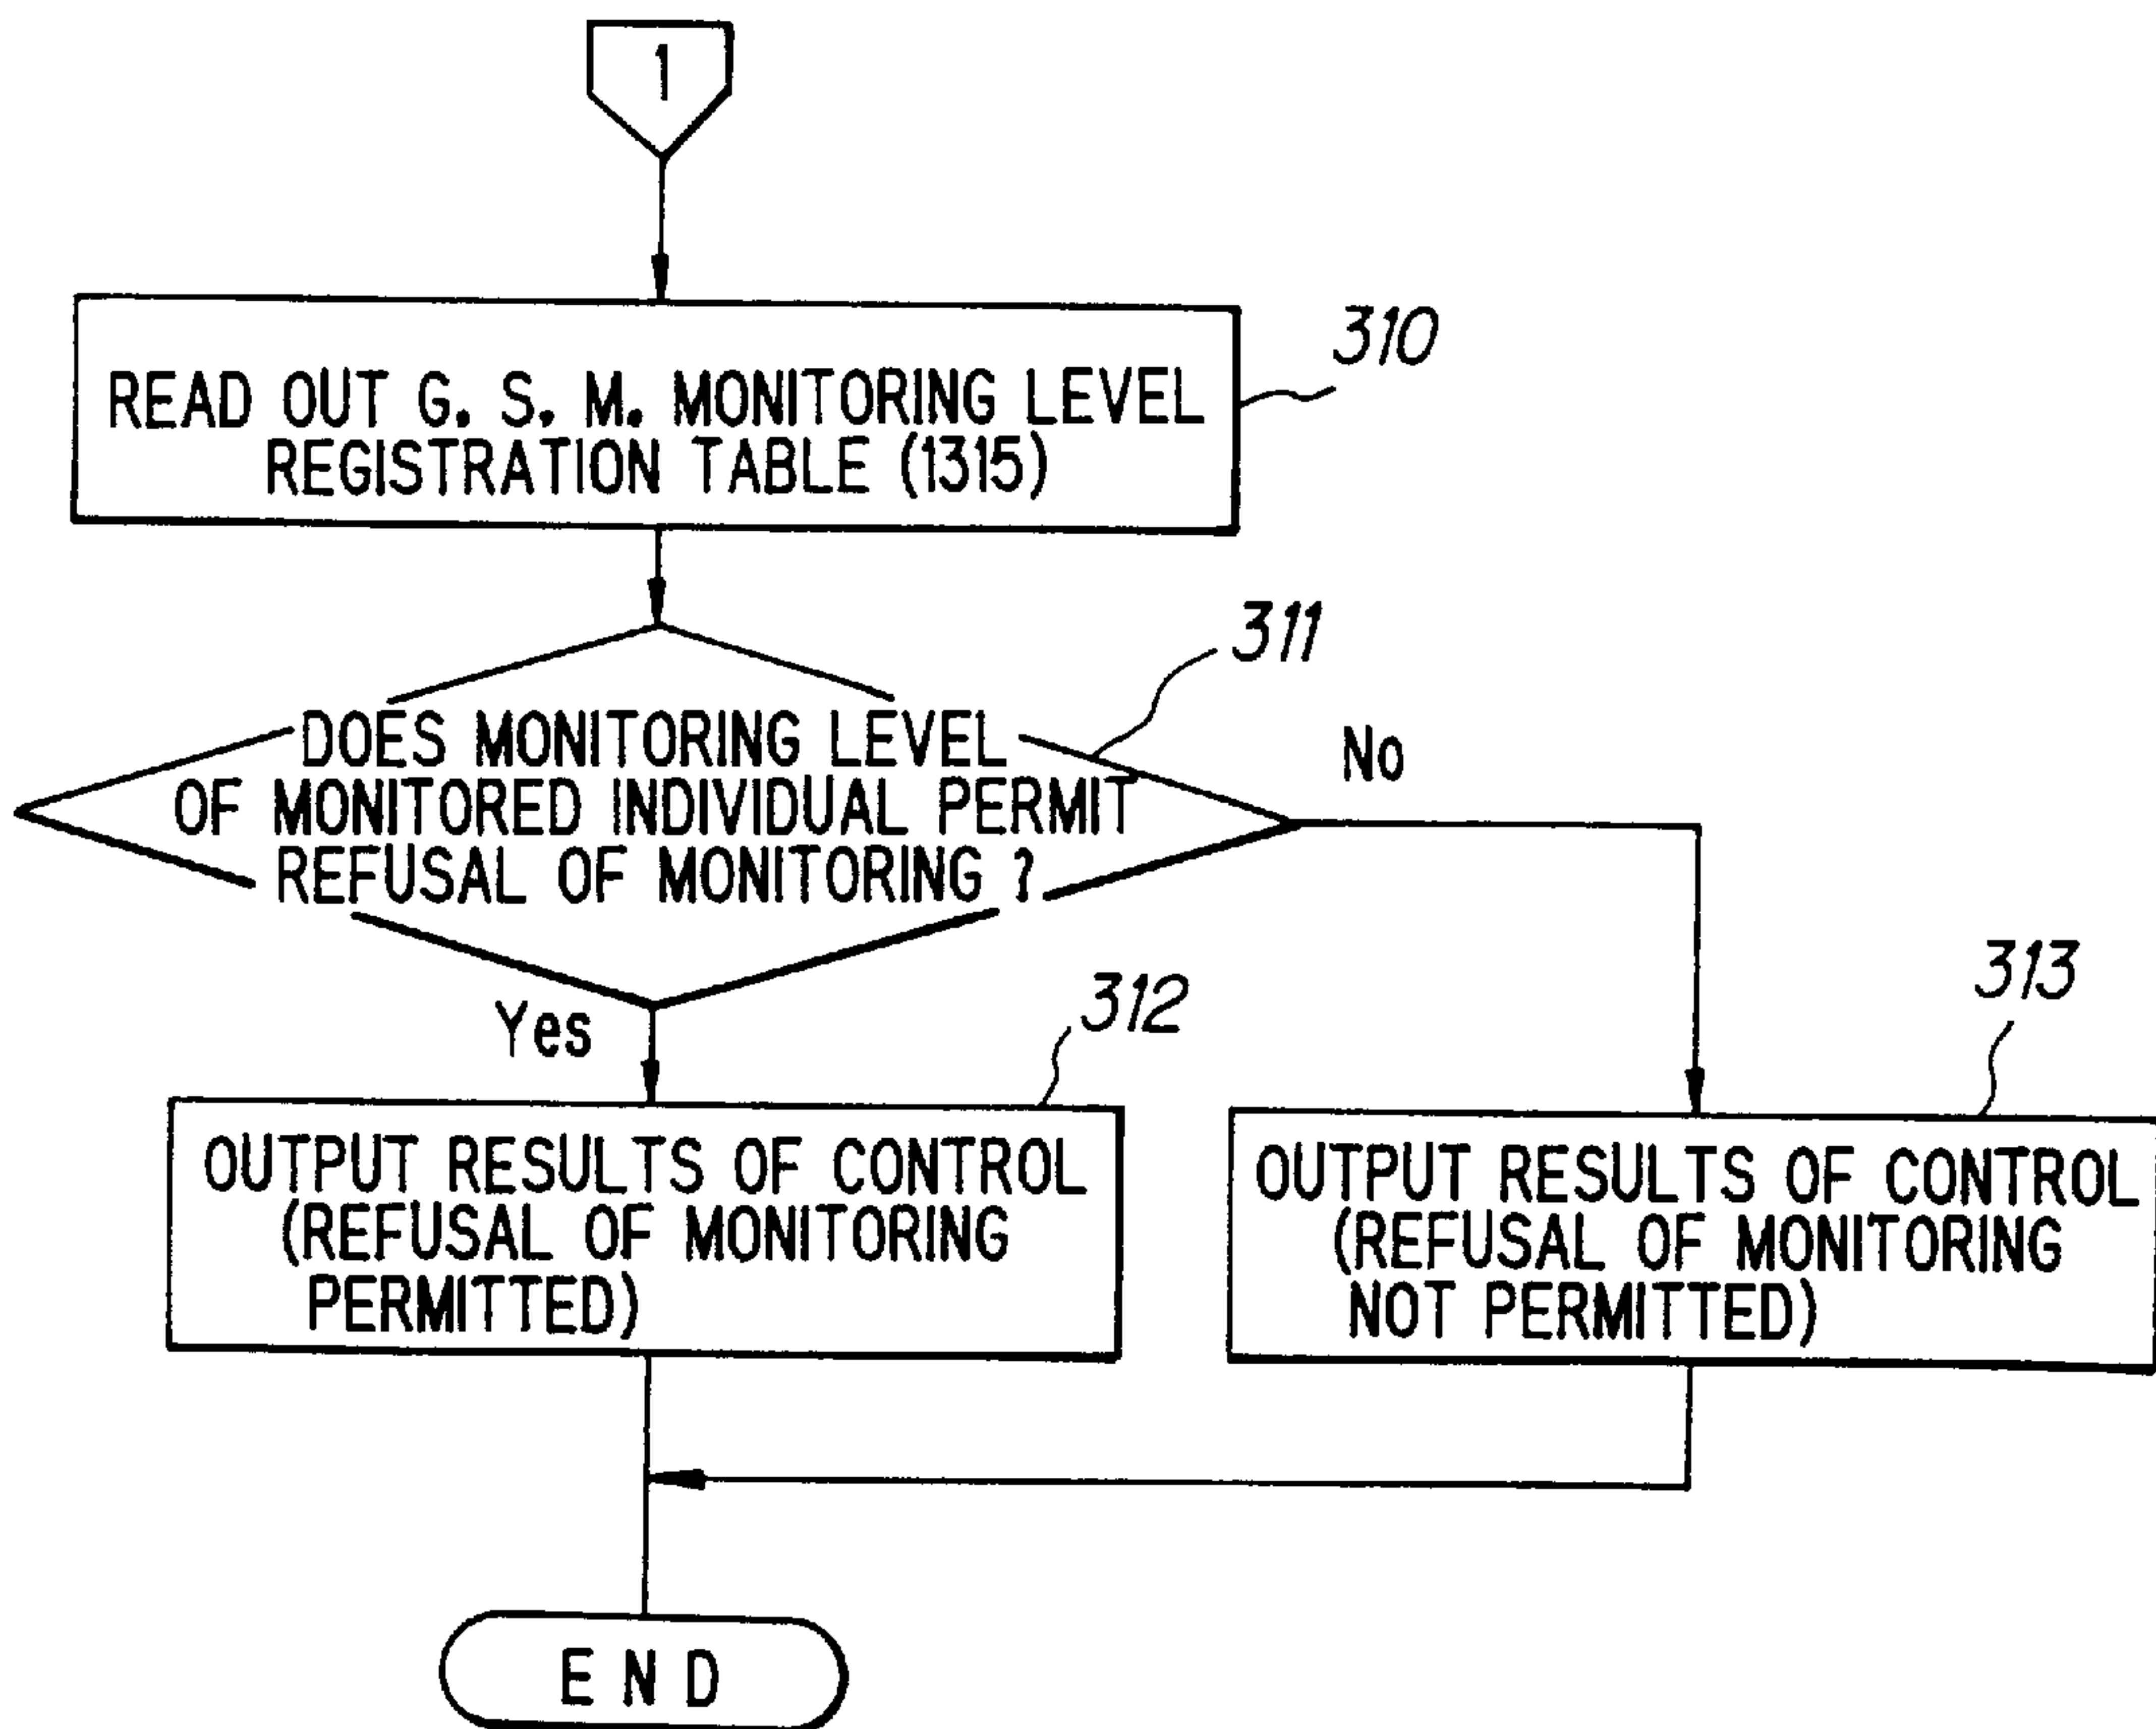 1
310
READ OUT G. S. M. MONITORING LEVEL
REGISTRATION TABLE (1315)
311
DOES MONITORING LEVEL
OF MONITORED INDIVIDUAL PERMIT
REFUSAL OF MONITORING ?
No
Yes
312
OUTPUT RESULTS OF CONTROL
(REFUSAL OF MONITORING
PERMITTED)
313
OUTPUT RESULTS OF CONTROL
(REFUSAL OF MONITORING
NOT PERMITTED)
END